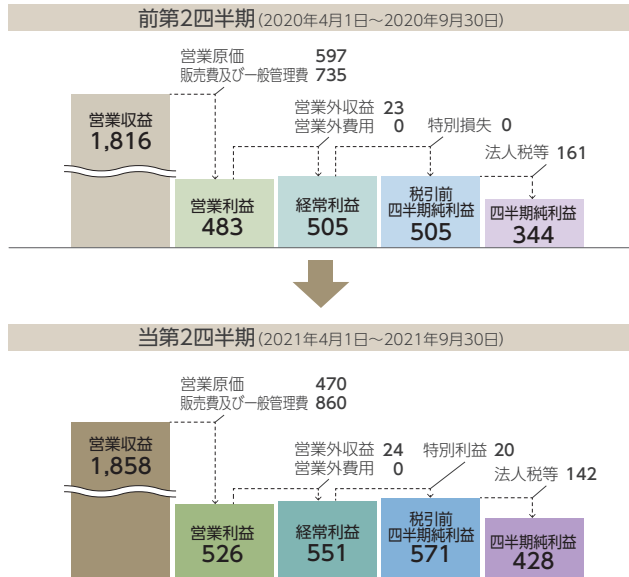 前第2四半期(2020年4月1日～2020年9月30日)
営業原価 597
販売費及び一般管理費 735
営業外収益 23
営業外費用 0
特別損失 0
法人税等 161
営業収益
1,816
営業利益
483
経常利益
505
税引前
四半期純利益
505
四半期純利益
344
当第2四半期(2021年4月1日～2021年9月30日)
営業原価 470
販売費及び一般管理費 860
営業外収益 24
営業外費用 0
特別利益 20
法人税等 142
営業収益
1,858
営業利益
526
経常利益
551
税引前
四半期純利益
571
四半期純利益
428